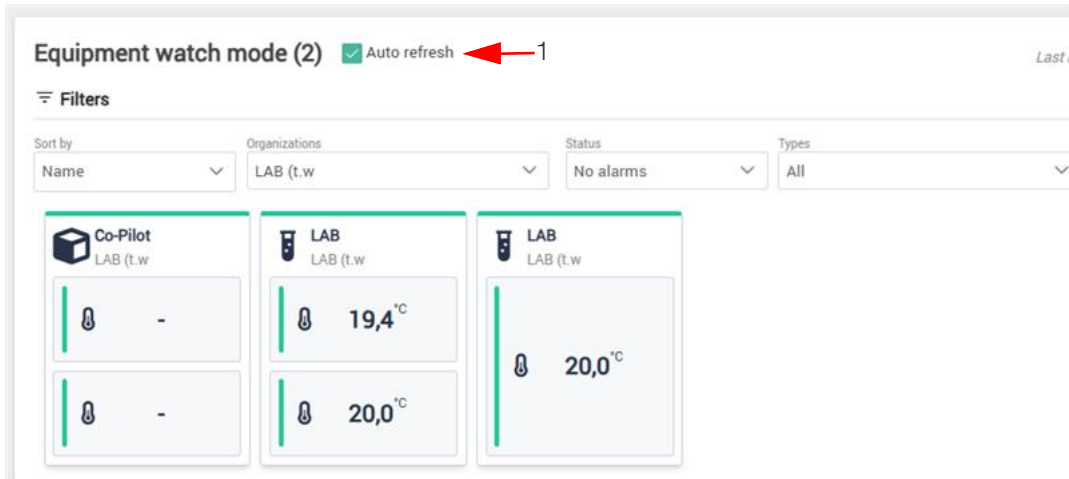 Equipment watch mode (2) Auto refresh 1
Last
Filters
Sort by Organizations Status Types
Name LAB (t.w No alarms All
Co-Pilot LAB LAB
LAB (t.w LAB (t.w LAB (t.w
- 19,4°C
20,0°C
- 20,0°C